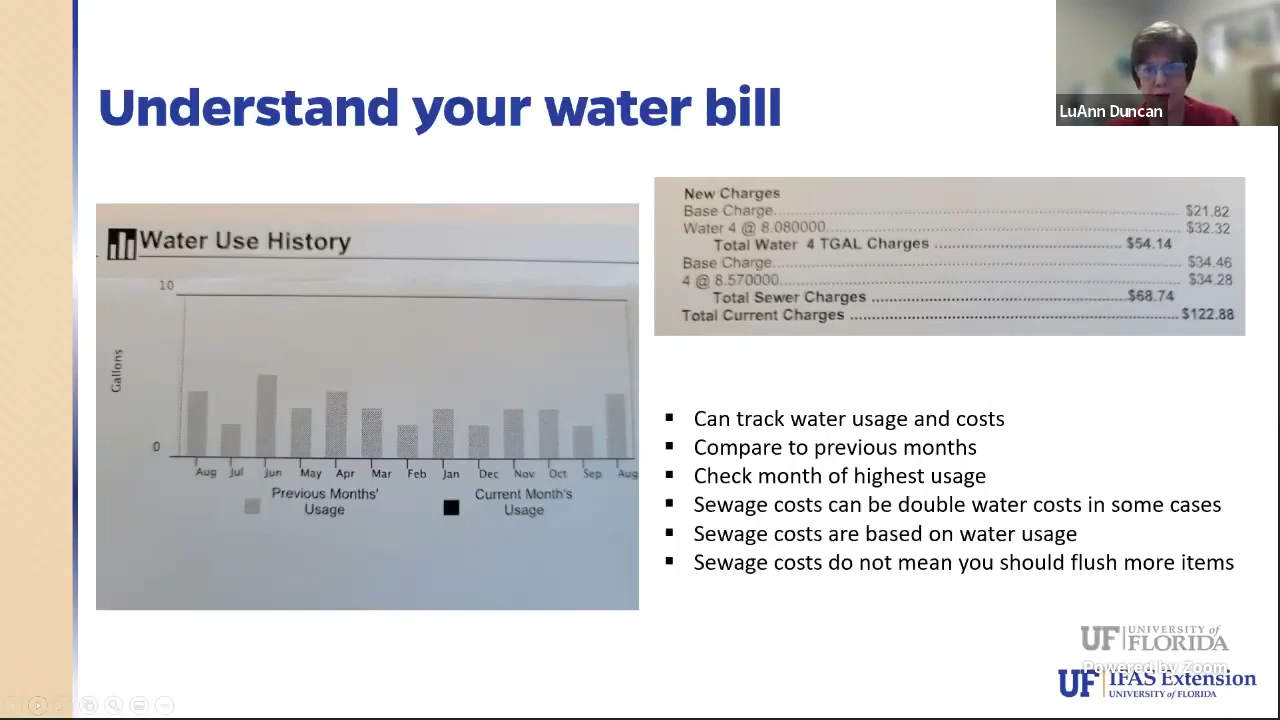 Understand your water bill
LuAnn Duncan
Water Use History
10
Gallons
0
Aug Jul Jun May Apr Mar Feb Jan Dec Nov Oct Sep Aug
Previous Months' Usage
Current Month's Usage
New Charges
Base Charge $21.82
Water 4 @ 8.080000 $32.32
Total Water 4 TGAL Charges $54.14
Base Charge $34.46
4 @ 8.570000 $34.28
Total Sewer Charges $68.74
Total Current Charges $122.88
▪ Can track water usage and costs
▪ Compare to previous months
▪ Check month of highest usage
▪ Sewage costs can be double water costs in some cases
▪ Sewage costs are based on water usage
▪ Sewage costs do not mean you should flush more items
UF UNIVERSITY of FLORIDA
Powered by Zoom
UF IFAS Extension
UNIVERSITY of FLORIDA